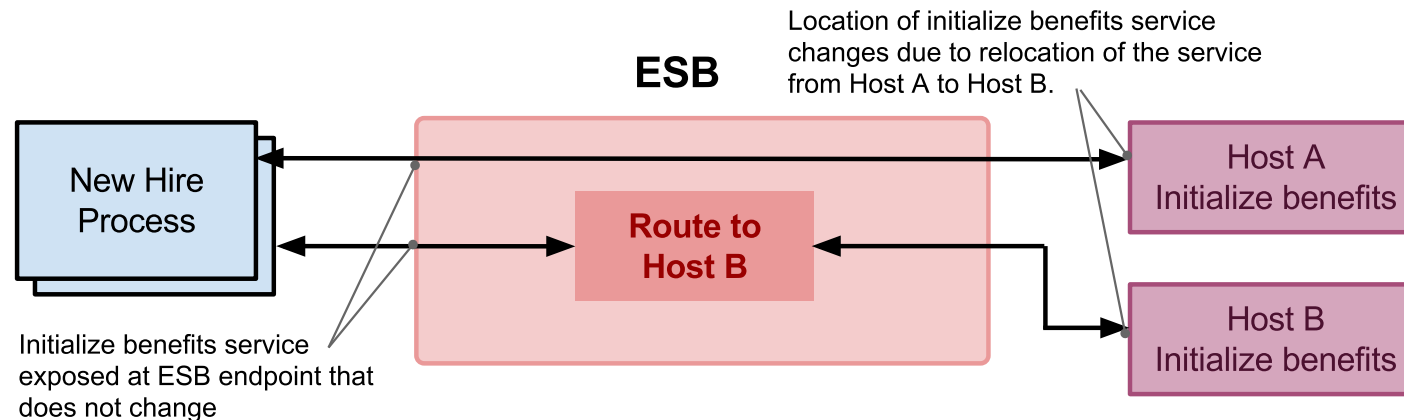 Location of initialize benefits service
changes due to relocation of the service
from Host A to Host B.
ESB
New Hire
Process
Host A
Initialize benefits
Route to
Host B
Host B
Initialize benefits
Initialize benefits service
exposed at ESB endpoint that
does not change